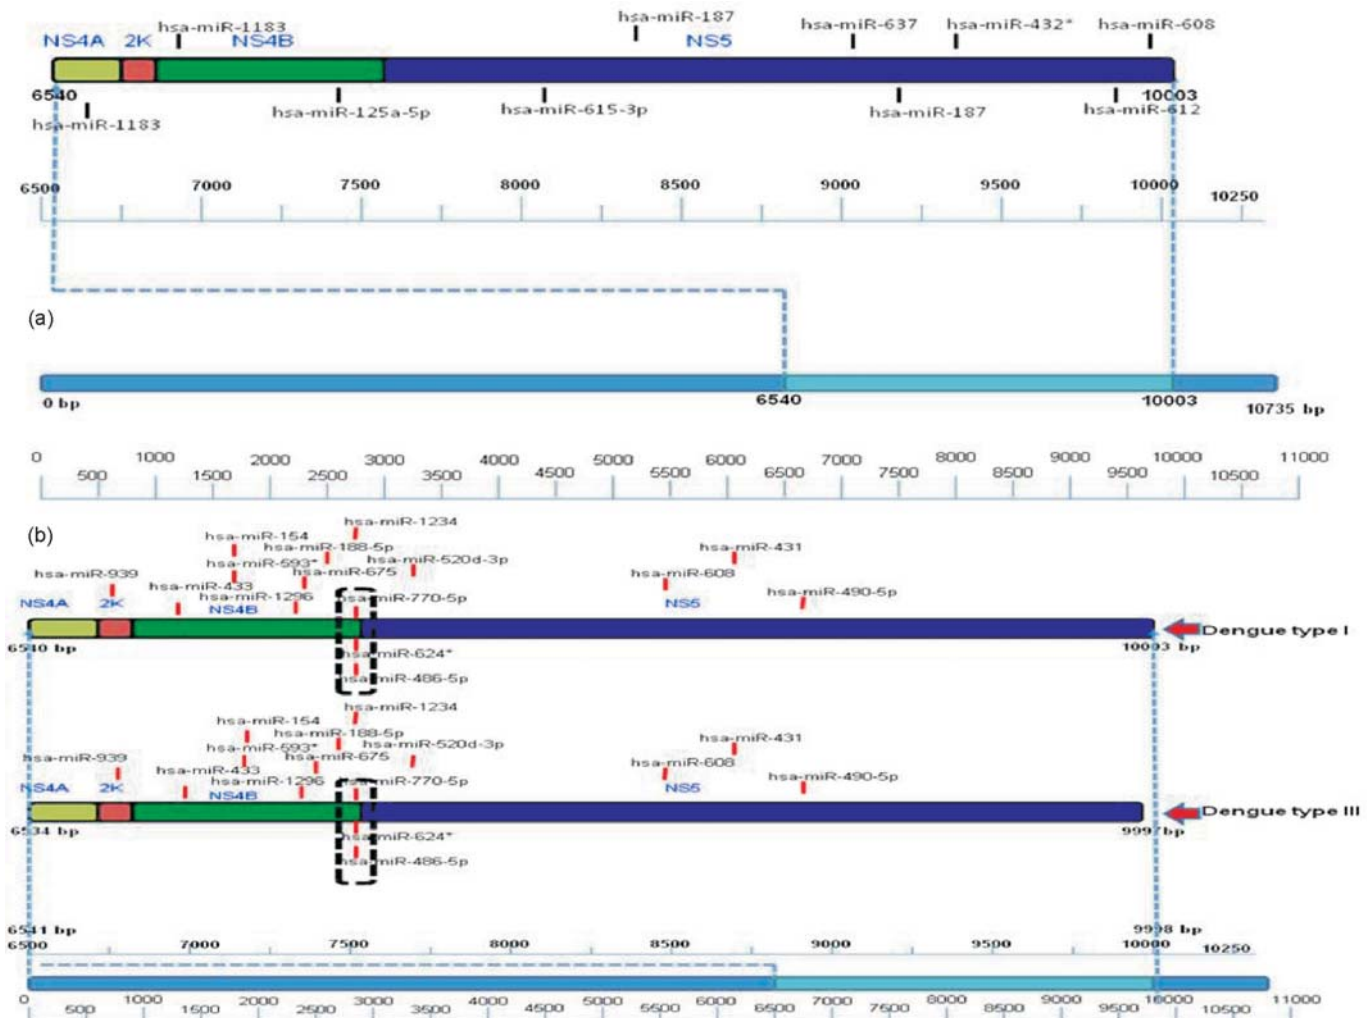 hsa-miR-187 hsa-miR-637 hsa-miR-432* hsa-miR-608
hsa-miR-1183
NS4A 2K NS4B NS5
6540 10003
hsa-miR-1183 hsa-miR-125a-5p hsa-miR-615-3p hsa-miR-187 hsa-miR-612
6500 7000 7500 8000 8500 9000 9500 10000 10250
(a)
0 bp 6540 10003 10735 bp
0 1000 2000 3000 4000 5000 6000 7000 8000 9000 10000 11000
500 1500 2500 3500 4500 5500 6500 7500 8500 9500 10500
(b)
hsa-miR-1234
hsa-miR-154
hsa-miR-188-5p hsa-miR-431
hsa-miR-593* hsa-miR-520d-3p
hsa-miR-939 hsa-miR-675 hsa-miR-608
hsa-miR-433 hsa-miR-490-5p
hsa-miR-1296 hsa-miR-770-5p
NS4A 2K NS4B NS5
Dengue type I
6540 bp 10003 bp
hsa-miR-624*
hsa-miR-486-5p
hsa-miR-1234
hsa-miR-154
hsa-miR-188-5p hsa-miR-431
hsa-miR-593* hsa-miR-520d-3p
hsa-miR-939 hsa-miR-675 hsa-miR-608
hsa-miR-433 hsa-miR-490-5p
hsa-miR-1296 hsa-miR-770-5p
NS4A 2K NS4B NS5
Dengue type III
6534 bp 9997bp
hsa-miR-624*
hsa-miR-486-5p
6541 bp 9998 bp
6500 7000 7500 8000 8500 9000 9500 10000 10250
0 1000 2000 3000 4000 5000 6000 7000 8000 9000 10000 11000
500 1500 2500 3500 4500 5500 6500 7500 8500 9500 10500